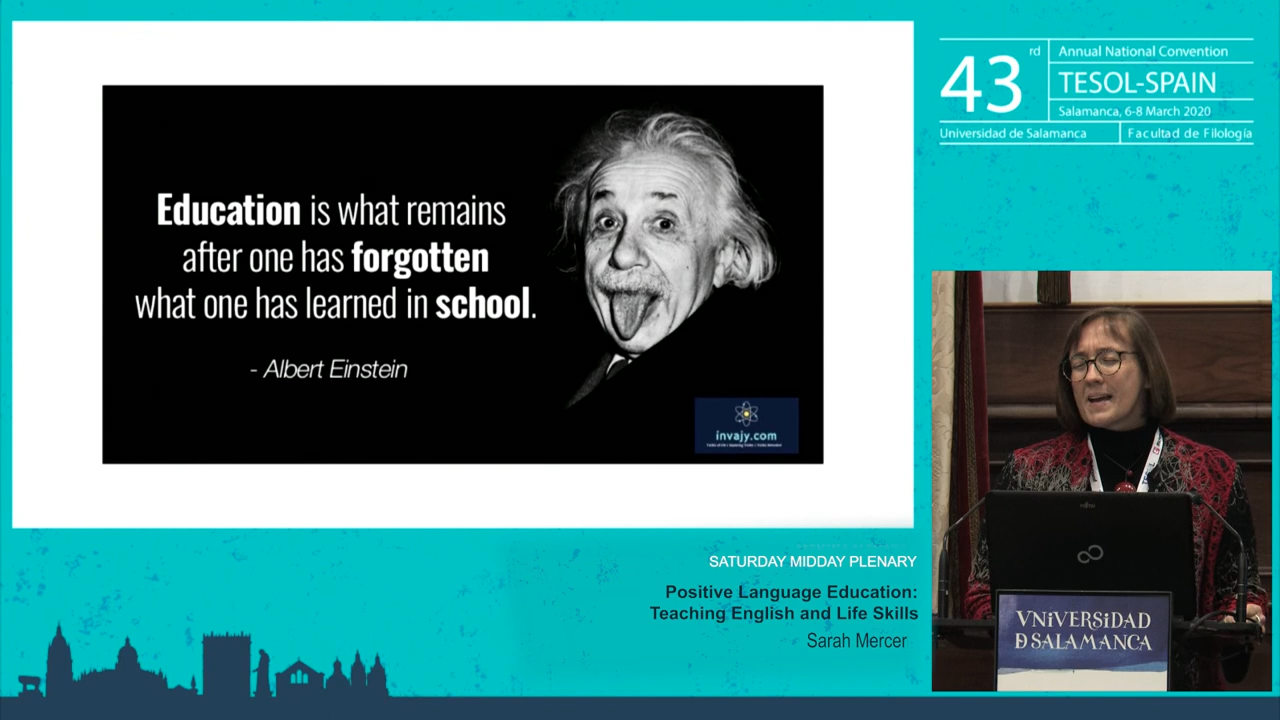 Education is what remains
after one has forgotten
what one has learned in school.
- Albert Einstein
invajy.com
43rd
Annual National Convention
TESOL-SPAIN
Salamanca, 6-8 March 2020
Universidad de Salamanca
Facultad de Filología
SATURDAY MIDDAY PLENARY
Positive Language Education:
Teaching English and Life Skills
Sarah Mercer
FUJITSU
VNiVERSiDAD
D SALAMANCA